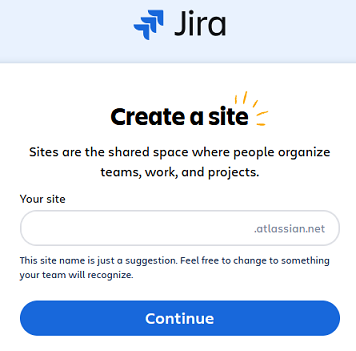 Jira
Create a site
Sites are the shared space where people organize
teams, work, and projects.
Your site
.atlassian.net
This site name is just a suggestion. Feel free to change to something
your team will recognize.
Continue